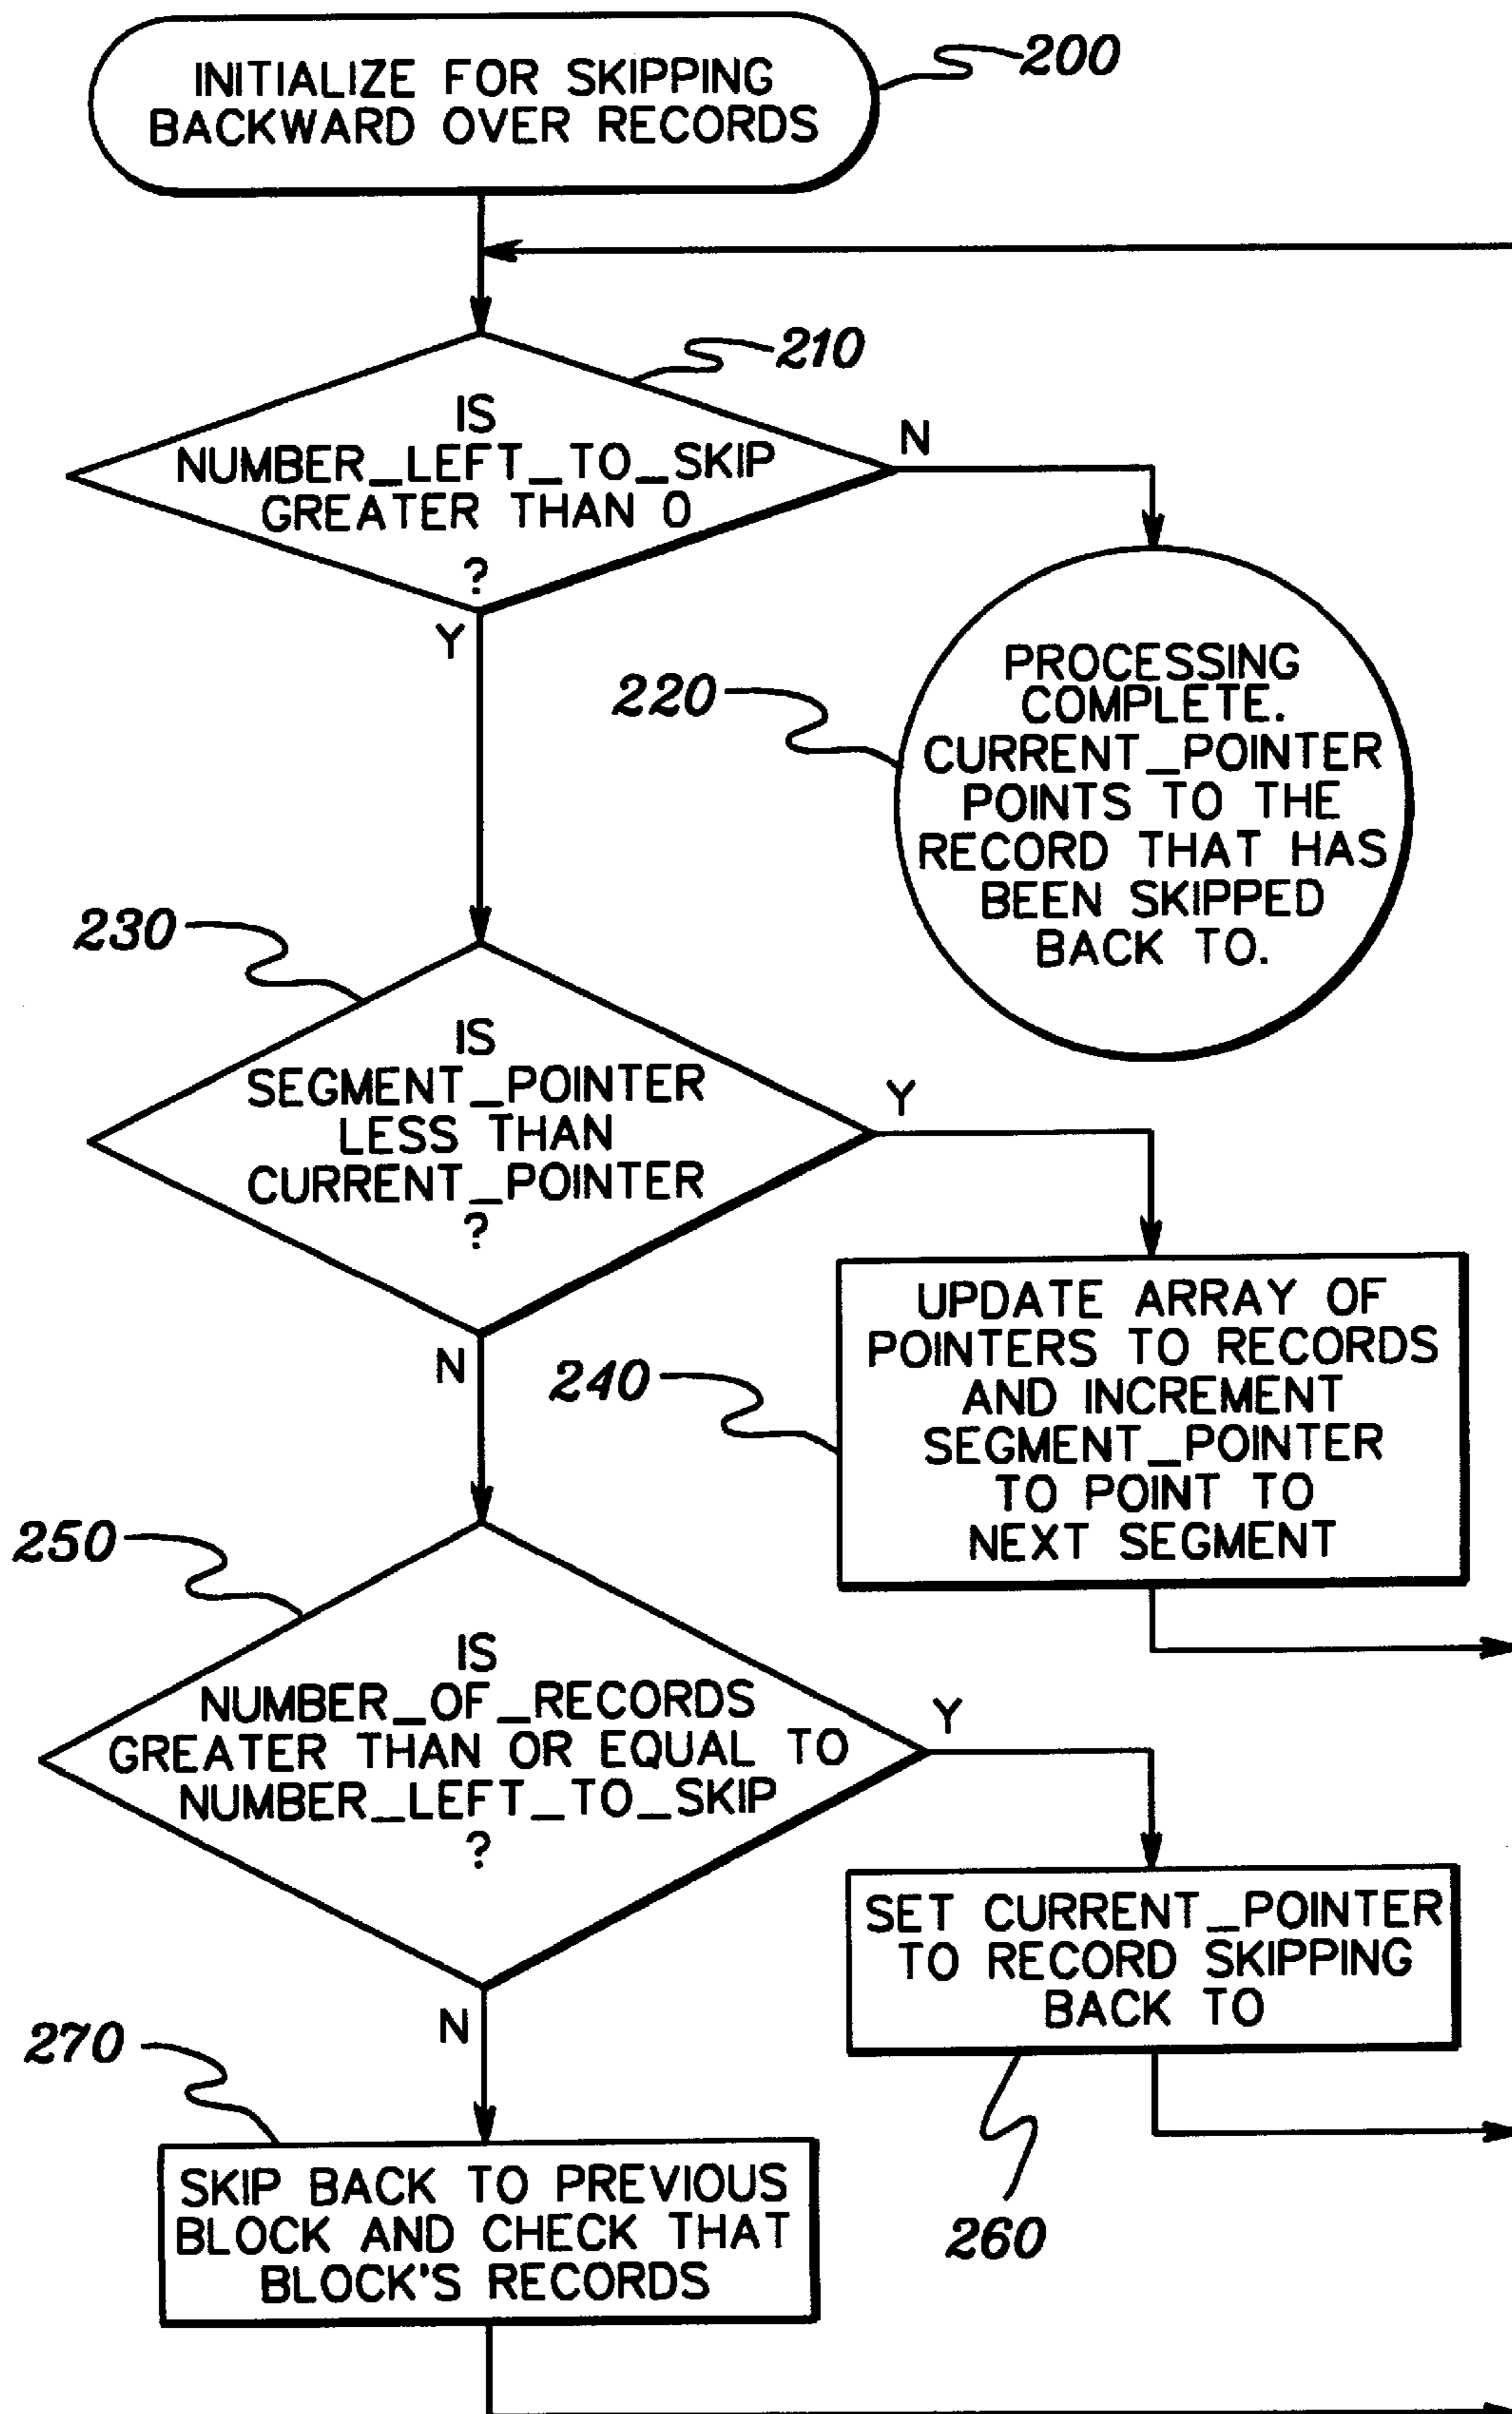 INITIALIZE FOR SKIPPING
BACKWARD OVER RECORDS
200
210
IS
NUMBER_LEFT_TO_SKIP
GREATER THAN 0
?
N
Y
220
PROCESSING
COMPLETE.
CURRENT_POINTER
POINTS TO THE
RECORD THAT HAS
BEEN SKIPPED
BACK TO.
230
IS
SEGMENT_POINTER
LESS THAN
CURRENT_POINTER
?
Y
N
240
UPDATE ARRAY OF
POINTERS TO RECORDS
AND INCREMENT
SEGMENT_POINTER
TO POINT TO
NEXT SEGMENT
250
IS
NUMBER_OF_RECORDS
GREATER THAN OR EQUAL TO
NUMBER_LEFT_TO_SKIP
?
Y
N
SET CURRENT_POINTER
TO RECORD SKIPPING
BACK TO
260
270
SKIP BACK TO PREVIOUS
BLOCK AND CHECK THAT
BLOCK'S RECORDS